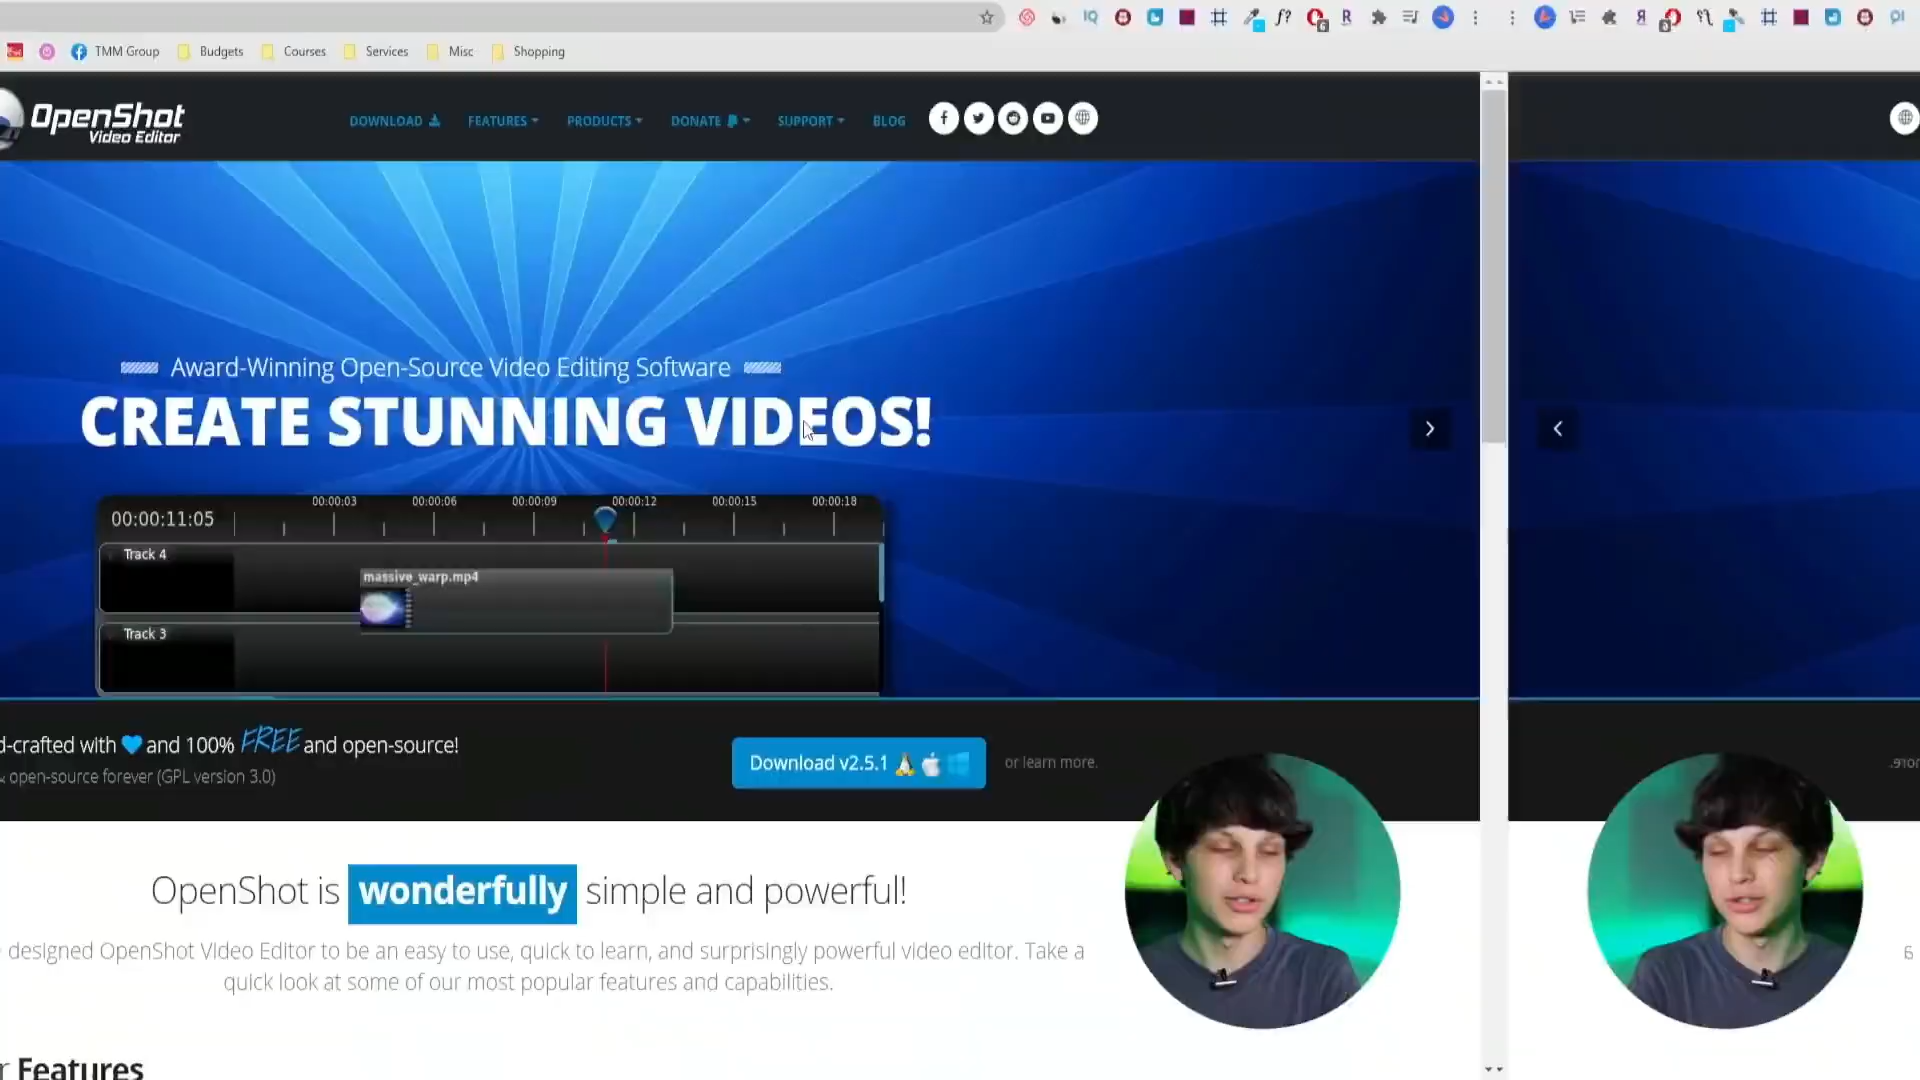 TMM Group
Budgets
Courses
Services
Misc
Shopping
OpenShot
Video Editor
DOWNLOAD
FEATURES
PRODUCTS
DONATE
SUPPORT
BLOG
Award-Winning Open-Source Video Editing Software
CREATE STUNNING VIDEOS!
00:00:03 00:00:06 00:00:09 00:00:12 00:00:15 00:00:18
00:00:11:05
Track 4
massive_warp.mp4
Track 3
d-crafted with and 100% FREE and open-source!
& open-source forever (GPL version 3.0)
Download v2.5.1
or learn more.
OpenShot is wonderfully simple and powerful!
designed OpenShot Video Editor to be an easy to use, quick to learn, and surprisingly powerful video editor. Take a
quick look at some of our most popular features and capabilities.
r Features